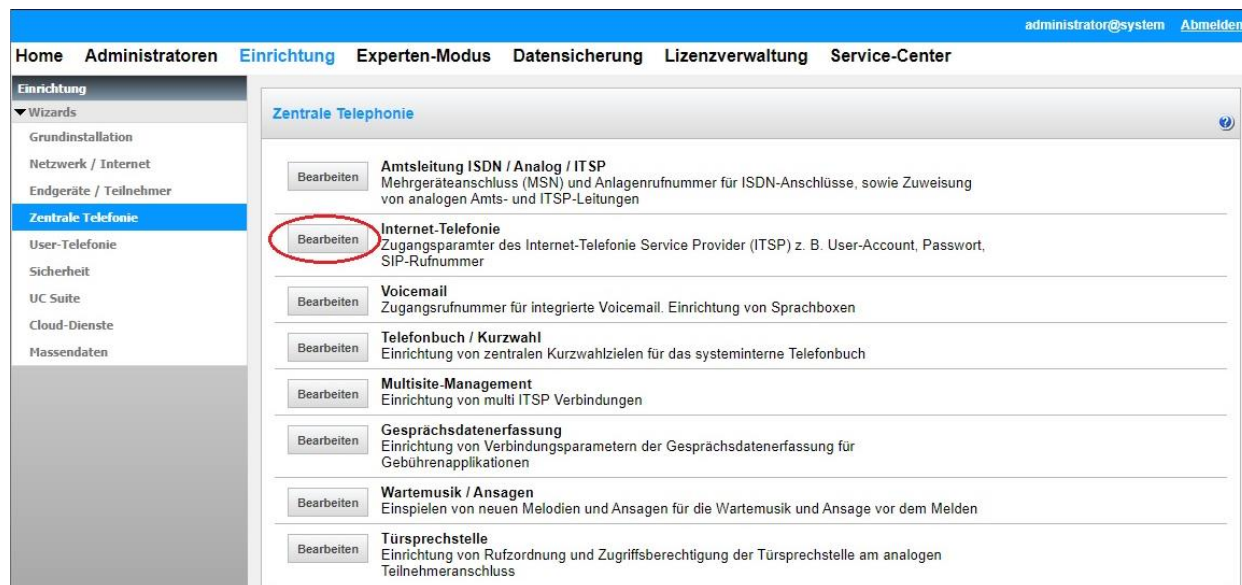 administrator@system Abmelden
Home Administratoren Einrichtung Experten-Modus Datensicherung Lizenzverwaltung Service-Center
Einrichtung
Wizards
Grundinstallation
Netzwerk / Internet
Endgeräte / Teilnehmer
Zentrale Telefonie
User-Telefonie
Sicherheit
UC Suite
Cloud-Dienste
Massendaten
Zentrale Telephonie
?
Bearbeiten
Amtsleitung ISDN / Analog / ITSP
Mehrgeräteanschluss (MSN) und Anlagenrufnummer für ISDN-Anschlüsse, sowie Zuweisung
von analogen Amts- und ITSP-Leitungen
Bearbeiten
Internet-Telefonie
Zugangsparamter des Internet-Telefonie Service Provider (ITSP) z. B. User-Account, Passwort,
SIP-Rufnummer
Bearbeiten
Voicemail
Zugangsrufnummer für integrierte Voicemail. Einrichtung von Sprachboxen
Bearbeiten
Telefonbuch / Kurzwahl
Einrichtung von zentralen Kurzwahlzielen für das systeminterne Telefonbuch
Bearbeiten
Multisite-Management
Einrichtung von multi ITSP Verbindungen
Bearbeiten
Gesprächsdatenerfassung
Einrichtung von Verbindungsparametern der Gesprächsdatenerfassung für
Gebührenapplikationen
Bearbeiten
Wartemusik / Ansagen
Einspielen von neuen Melodien und Ansagen für die Wartemusik und Ansage vor dem Melden
Bearbeiten
Türsprechstelle
Einrichtung von Rufzordnung und Zugriffsberechtigung der Türsprechstelle am analogen
Teilnehmeranschluss